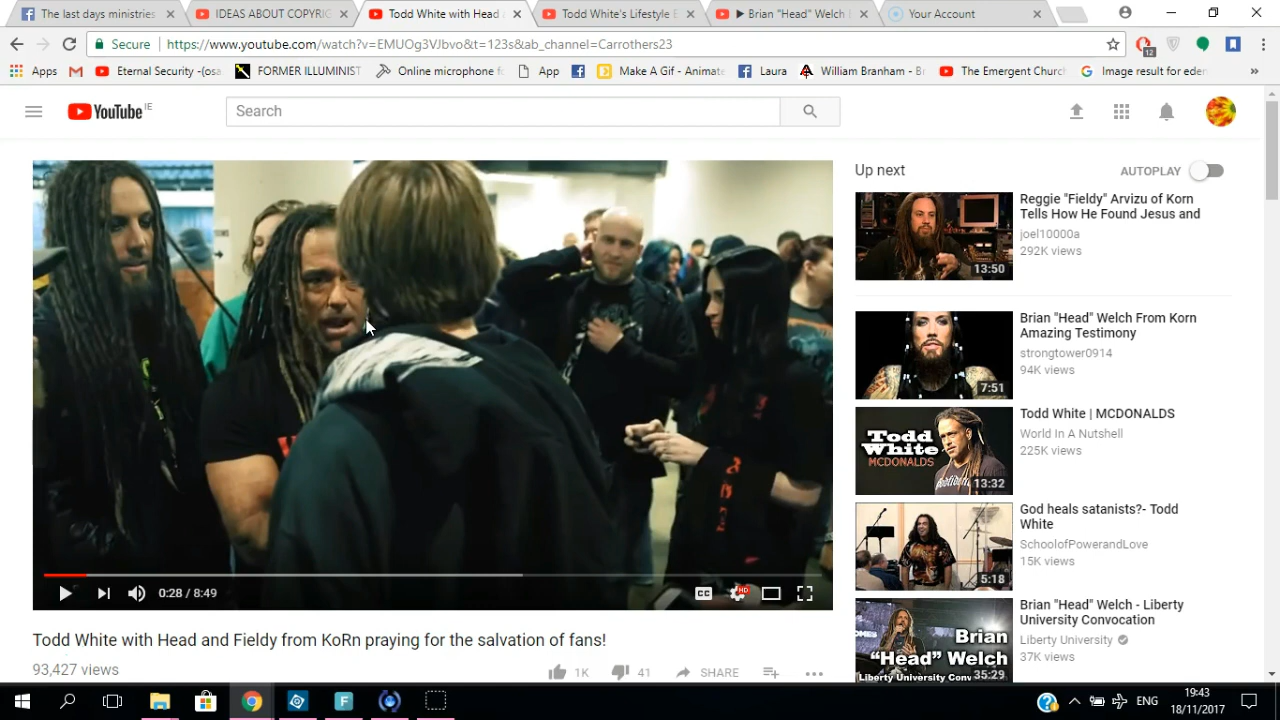 The last days ministries
IDEAS ABOUT COPYRIG
Todd White with Head
Todd White's Lifestyle E
Brian "Head" Welch
Your Account
Secure
https://www.youtube.com/watch?v=EMUOg3VJbvo&t=123s&ab_channel=Carrothers23
12
Apps
Eternal Security -(osa
FORMER ILLUMINIST
Online microphone f
App
Make A Gif - Animat
Laura
William Branham - B
The Emergent Church
Image result for eden
YouTube IE
Search
Up next
AUTOPLAY
Reggie "Fieldy" Arvizu of Korn
Tells How He Found Jesus and
joel10000a
292K views
13:50
Brian "Head" Welch From Korn
Amazing Testimony
strongtower0914
94K views
7:51
Todd White | MCDONALDS
World In A Nutshell
225K views
Todd
White
MCDONALDS
13:32
God heals satanists?- Todd
White
SchoolofPowerandLove
15K views
5:18
Brian "Head" Welch - Liberty
University Convocation
Liberty University
37K views
Brian
"Head" Welch
Liberty University Conv
35:29
0:28 / 8:49
CC
HD
Todd White with Head and Fieldy from KoRn praying for the salvation of fans!
93,427 views
1K
41
SHARE
F
ENG
19:43
18/11/2017